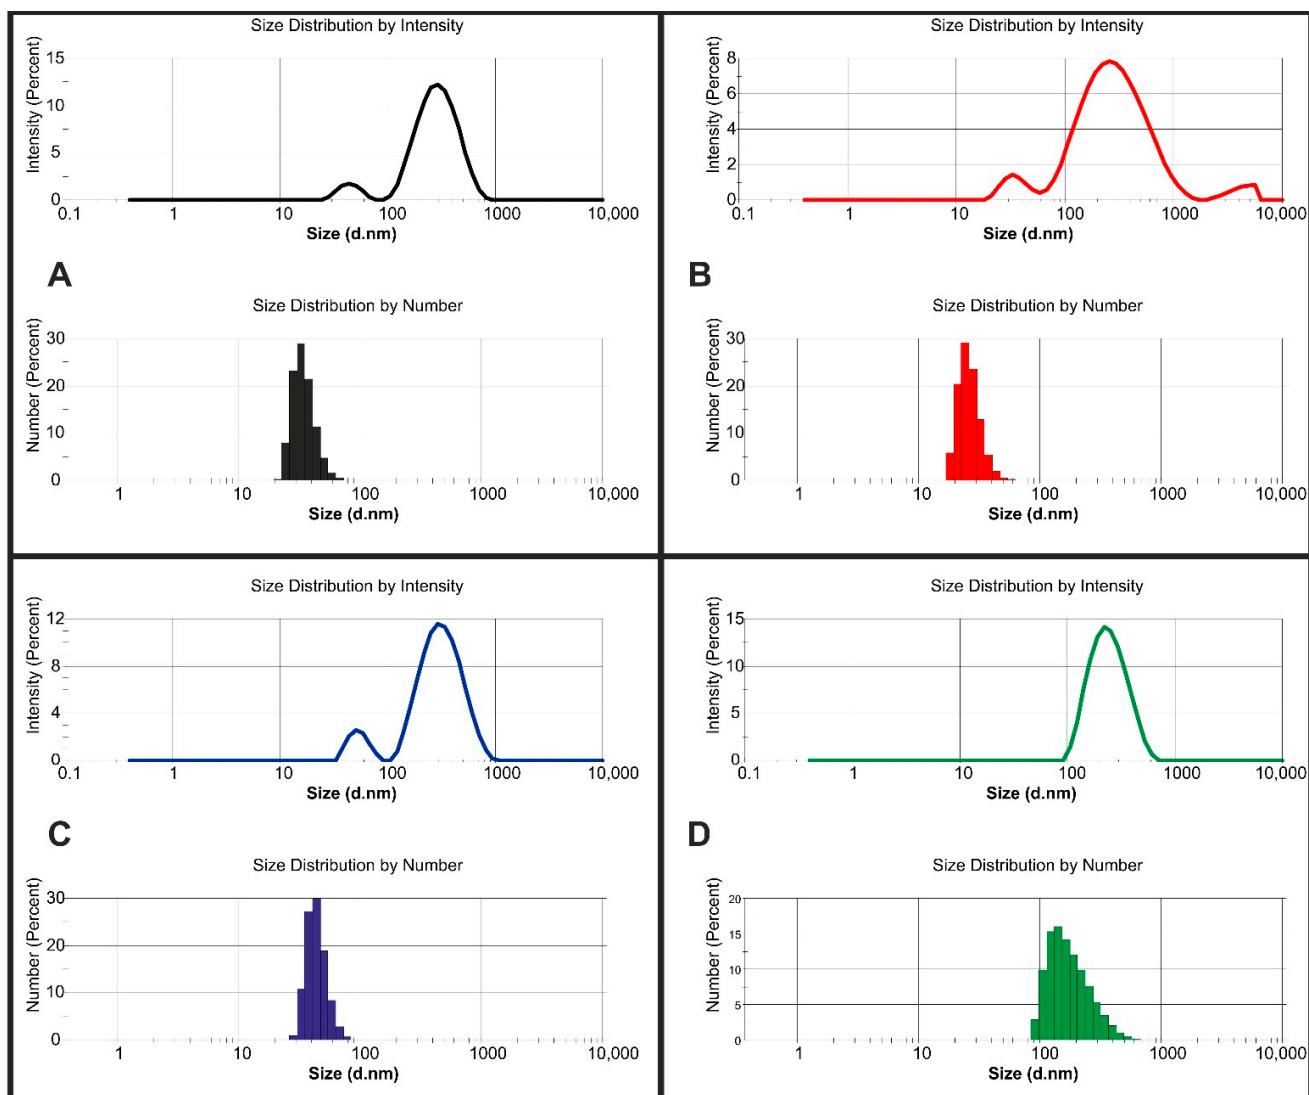 Size Distribution by Intensity
Intensity (Percent)
15
10
5
0
0.1 1 10 100 1000 10,000
Size (d.nm)
A
Size Distribution by Number
Number (Percent)
30
20
10
0
1 10 100 1000 10,000
Size (d.nm)
Size Distribution by Intensity
Intensity (Percent)
8
6
4
2
0
0.1 1 10 100 1000 10,000
Size (d.nm)
B
Size Distribution by Number
Number (Percent)
30
20
10
0
1 10 100 1000 10,000
Size (d.nm)
Size Distribution by Intensity
Intensity (Percent)
12
8
4
0
0.1 1 10 100 1000 10,000
Size (d.nm)
C
Size Distribution by Number
Number (Percent)
30
20
10
0
1 10 100 1000 10,000
Size (d.nm)
Size Distribution by Intensity
Intensity (Percent)
15
10
5
0
0.1 1 10 100 1000 10,000
Size (d.nm)
D
Size Distribution by Number
Number (Percent)
20
15
10
5
0
1 10 100 1000 10,000
Size (d.nm)